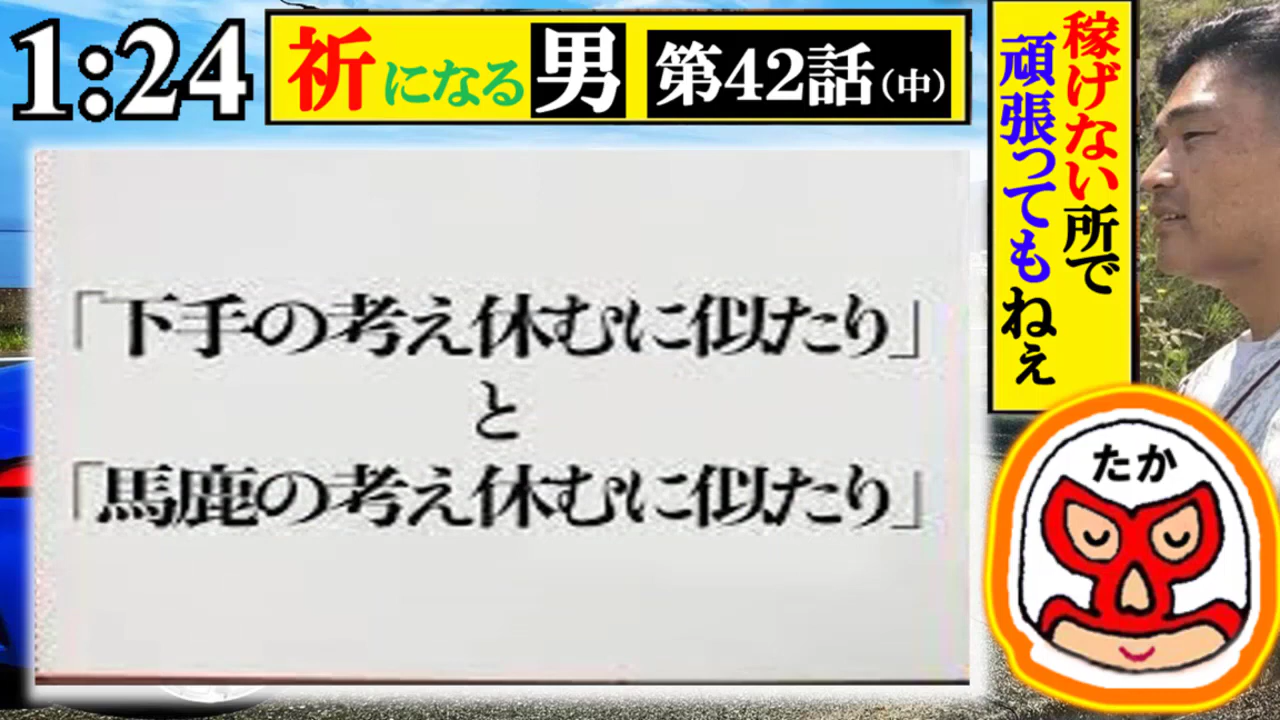 1:24
祈になる男 第42話(中)
稼げない所で
頑張ってもねぇ
「下手の考え休むに似たり」
と
「馬鹿の考え休むに似たり」
たか